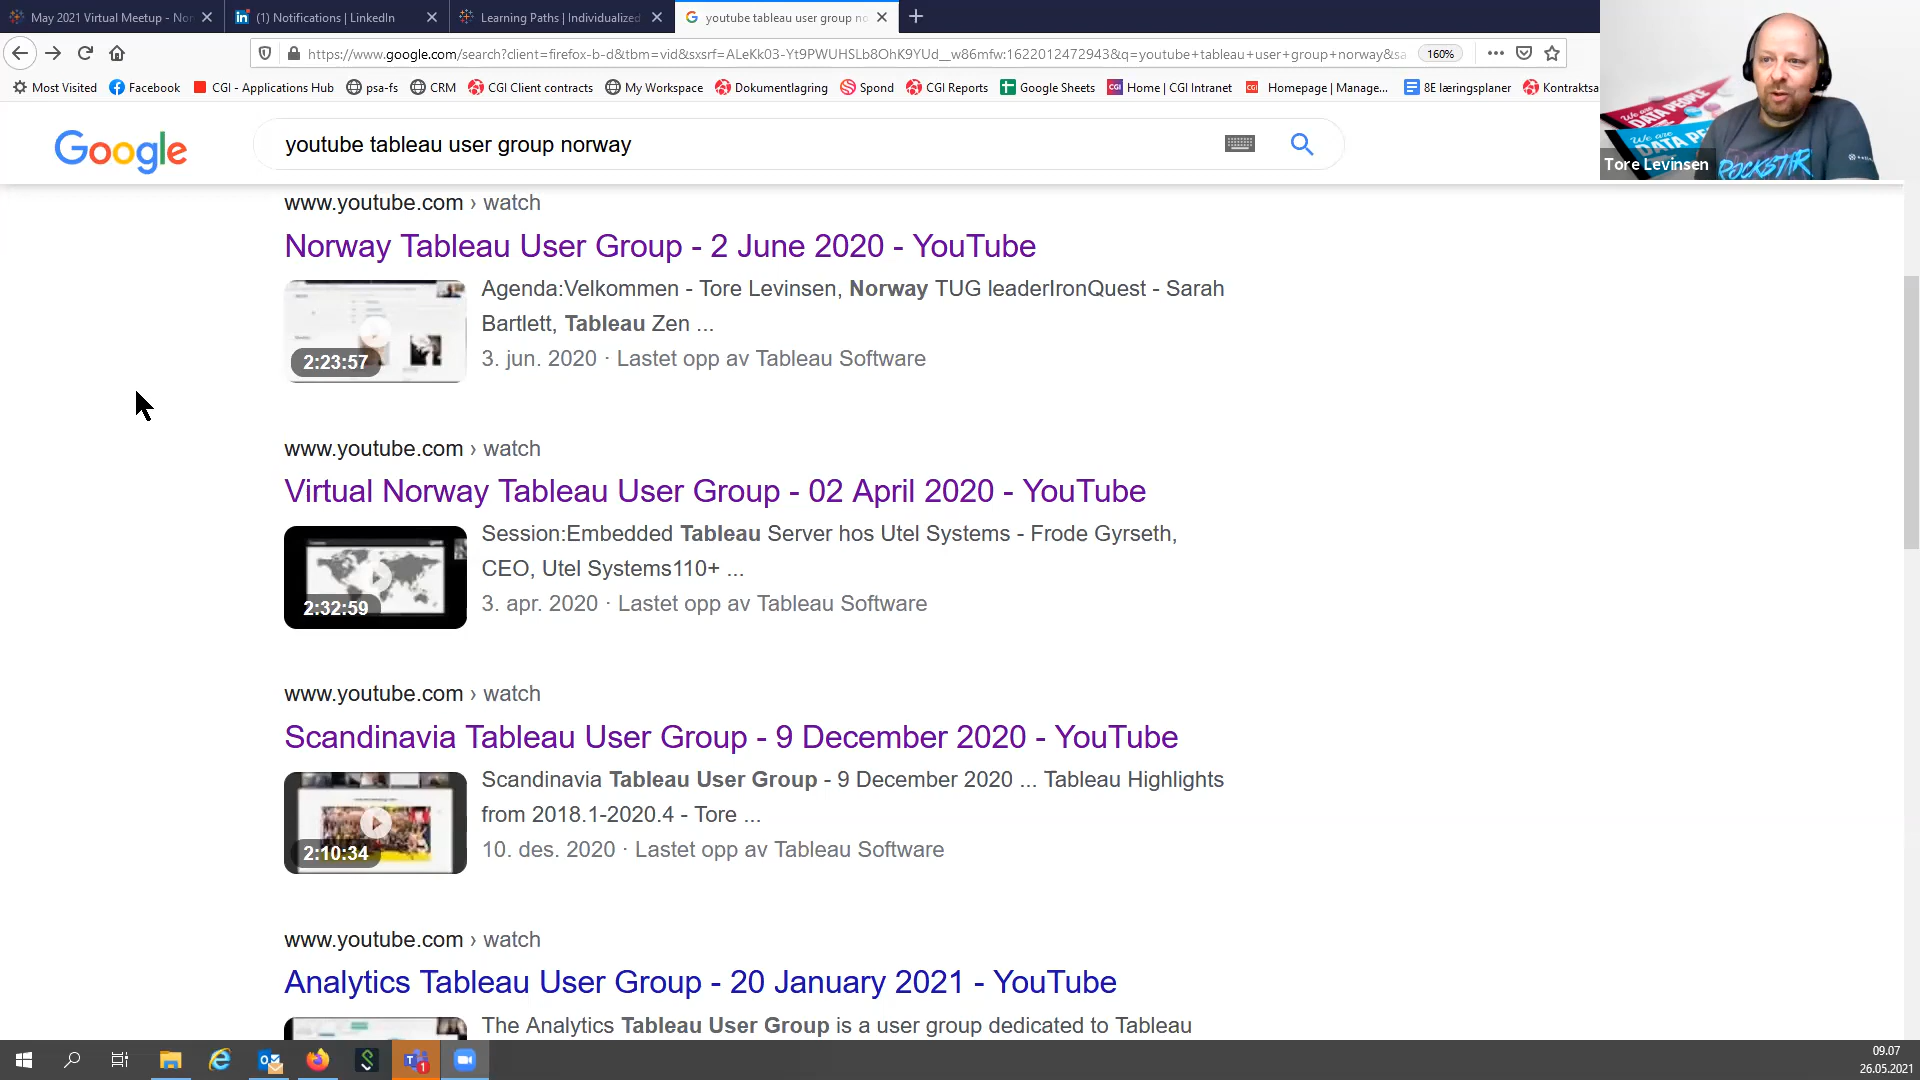 May 2021 Virtual Meetup - Nor
(1) Notifications | LinkedIn
Learning Paths | Individualized
youtube tableau user group no
https://www.google.com/search?client=firefox-b-d&tbm=vid&sxsrf=ALeKk03-Yt9PWUHSLb8OhK9YUd__w86mfw:1622012472943&q=youtube+tableau+user+group+norway&sa
160%
Most Visited
Facebook
CGI - Applications Hub
psa-fs
CRM
CGI Client contracts
My Workspace
Dokumentlagring
Spond
CGI Reports
Google Sheets
Home | CGI Intranet
Homepage | Manage...
8E læringsplaner
Kontraktsa
We are
DATA PEOPLE
We are
DATA PE
ROCKSTAR
Tore Levinsen
Google
youtube tableau user group norway
www.youtube.com › watch
Norway Tableau User Group - 2 June 2020 - YouTube
2:23:57
Agenda:Velkommen - Tore Levinsen, Norway TUG leaderIronQuest - Sarah
Bartlett, Tableau Zen ...
3. jun. 2020 · Lastet opp av Tableau Software
www.youtube.com › watch
Virtual Norway Tableau User Group - 02 April 2020 - YouTube
2:32:59
Session:Embedded Tableau Server hos Utel Systems - Frode Gyrseth,
CEO, Utel Systems110+ ...
3. apr. 2020 · Lastet opp av Tableau Software
www.youtube.com › watch
Scandinavia Tableau User Group - 9 December 2020 - YouTube
2:10:34
Scandinavia Tableau User Group - 9 December 2020 ... Tableau Highlights
from 2018.1-2020.4 - Tore ...
10. des. 2020 · Lastet opp av Tableau Software
www.youtube.com › watch
Analytics Tableau User Group - 20 January 2021 - YouTube
The Analytics Tableau User Group is a user group dedicated to Tableau
09.07
26.05.2021